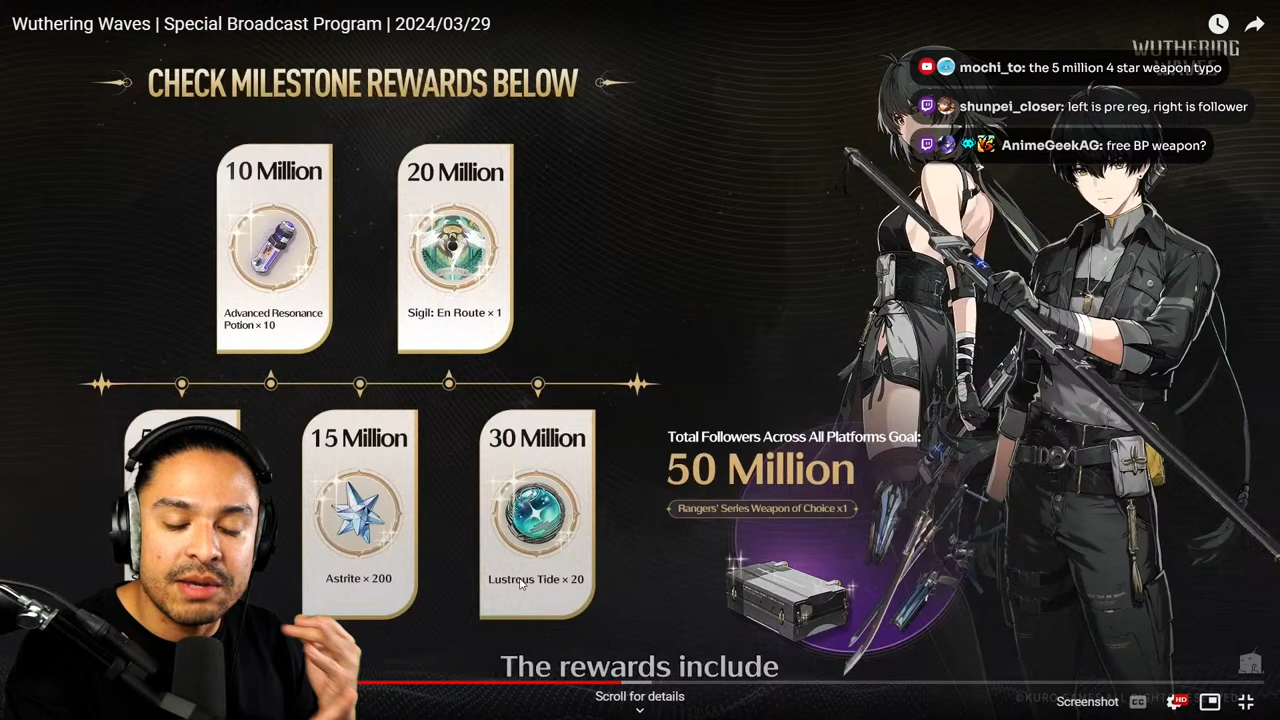 Wuthering Waves | Special Broadcast Program | 2024/03/29
WUTHERING
mochi_to: the 5 million 4 star weapon typo
shunpei_closer: left is pre reg, right is follower
AnimeGeekAG: free BP weapon?
CHECK MILESTONE REWARDS BELOW
10 Million
Advanced Resonance
Potion × 10
20 Million
Sigil: En Route × 1
15 Million
Astrite × 200
30 Million
Lustrous Tide × 20
Total Followers Across All Platforms Goal:
50 Million
Rangers' Series Weapon of Choice x1
The rewards include
Scroll for details
Screenshot
CC
HD